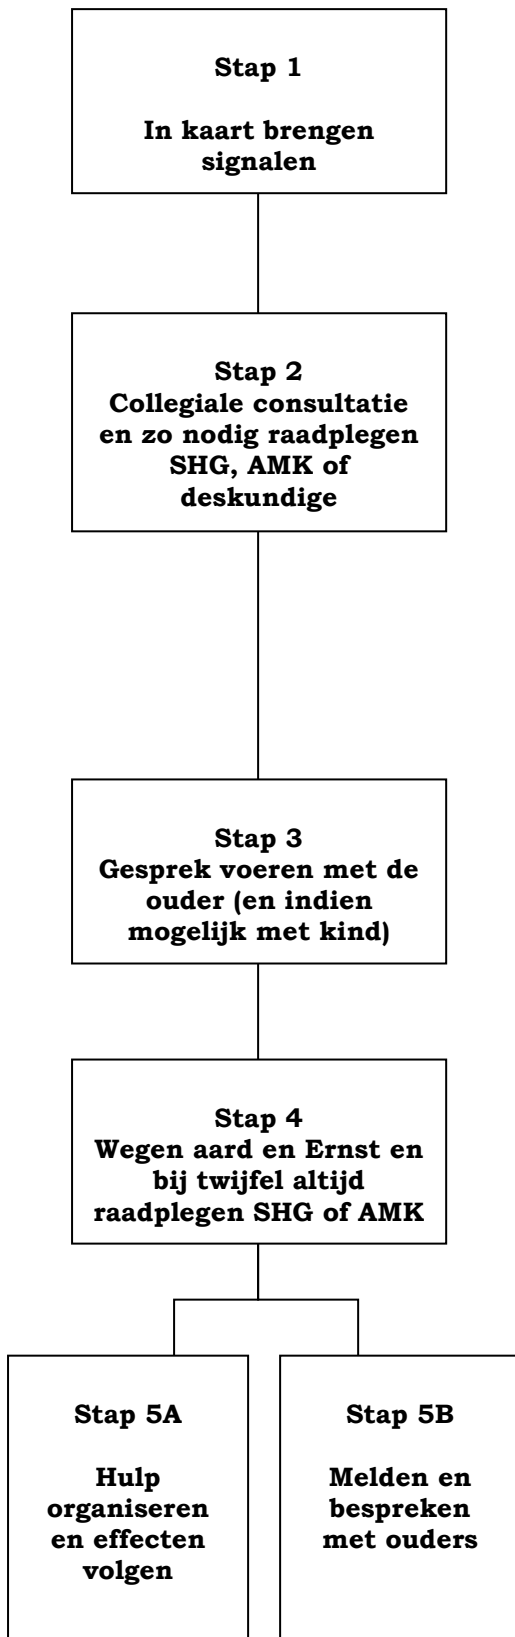 Stap 1
In kaart brengen
signalen
Stap 2
Collegiale consultatie
en zo nodig raadplegen
SHG, AMK of
deskundige
Stap 3
Gesprek voeren met de
ouder (en indien
mogelijk met kind)
Stap 4
Wegen aard en Ernst en
bij twijfel altijd
raadplegen SHG of AMK
Stap 5A
Hulp
organiseren
en effecten
volgen
Stap 5B
Melden en
bespreken
met ouders